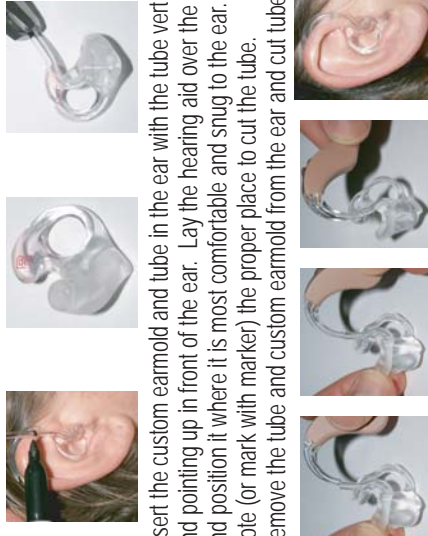 sert the custom earmold and tube in the ear with the tube vert
nd pointing up in front of the ear. Lay the hearing aid over the
nd position it where it is most comfortable and snug to the ear.
ote (or mark with marker) the proper place to cut the tube.
emove the tube and custom earmold from the ear and cut tube